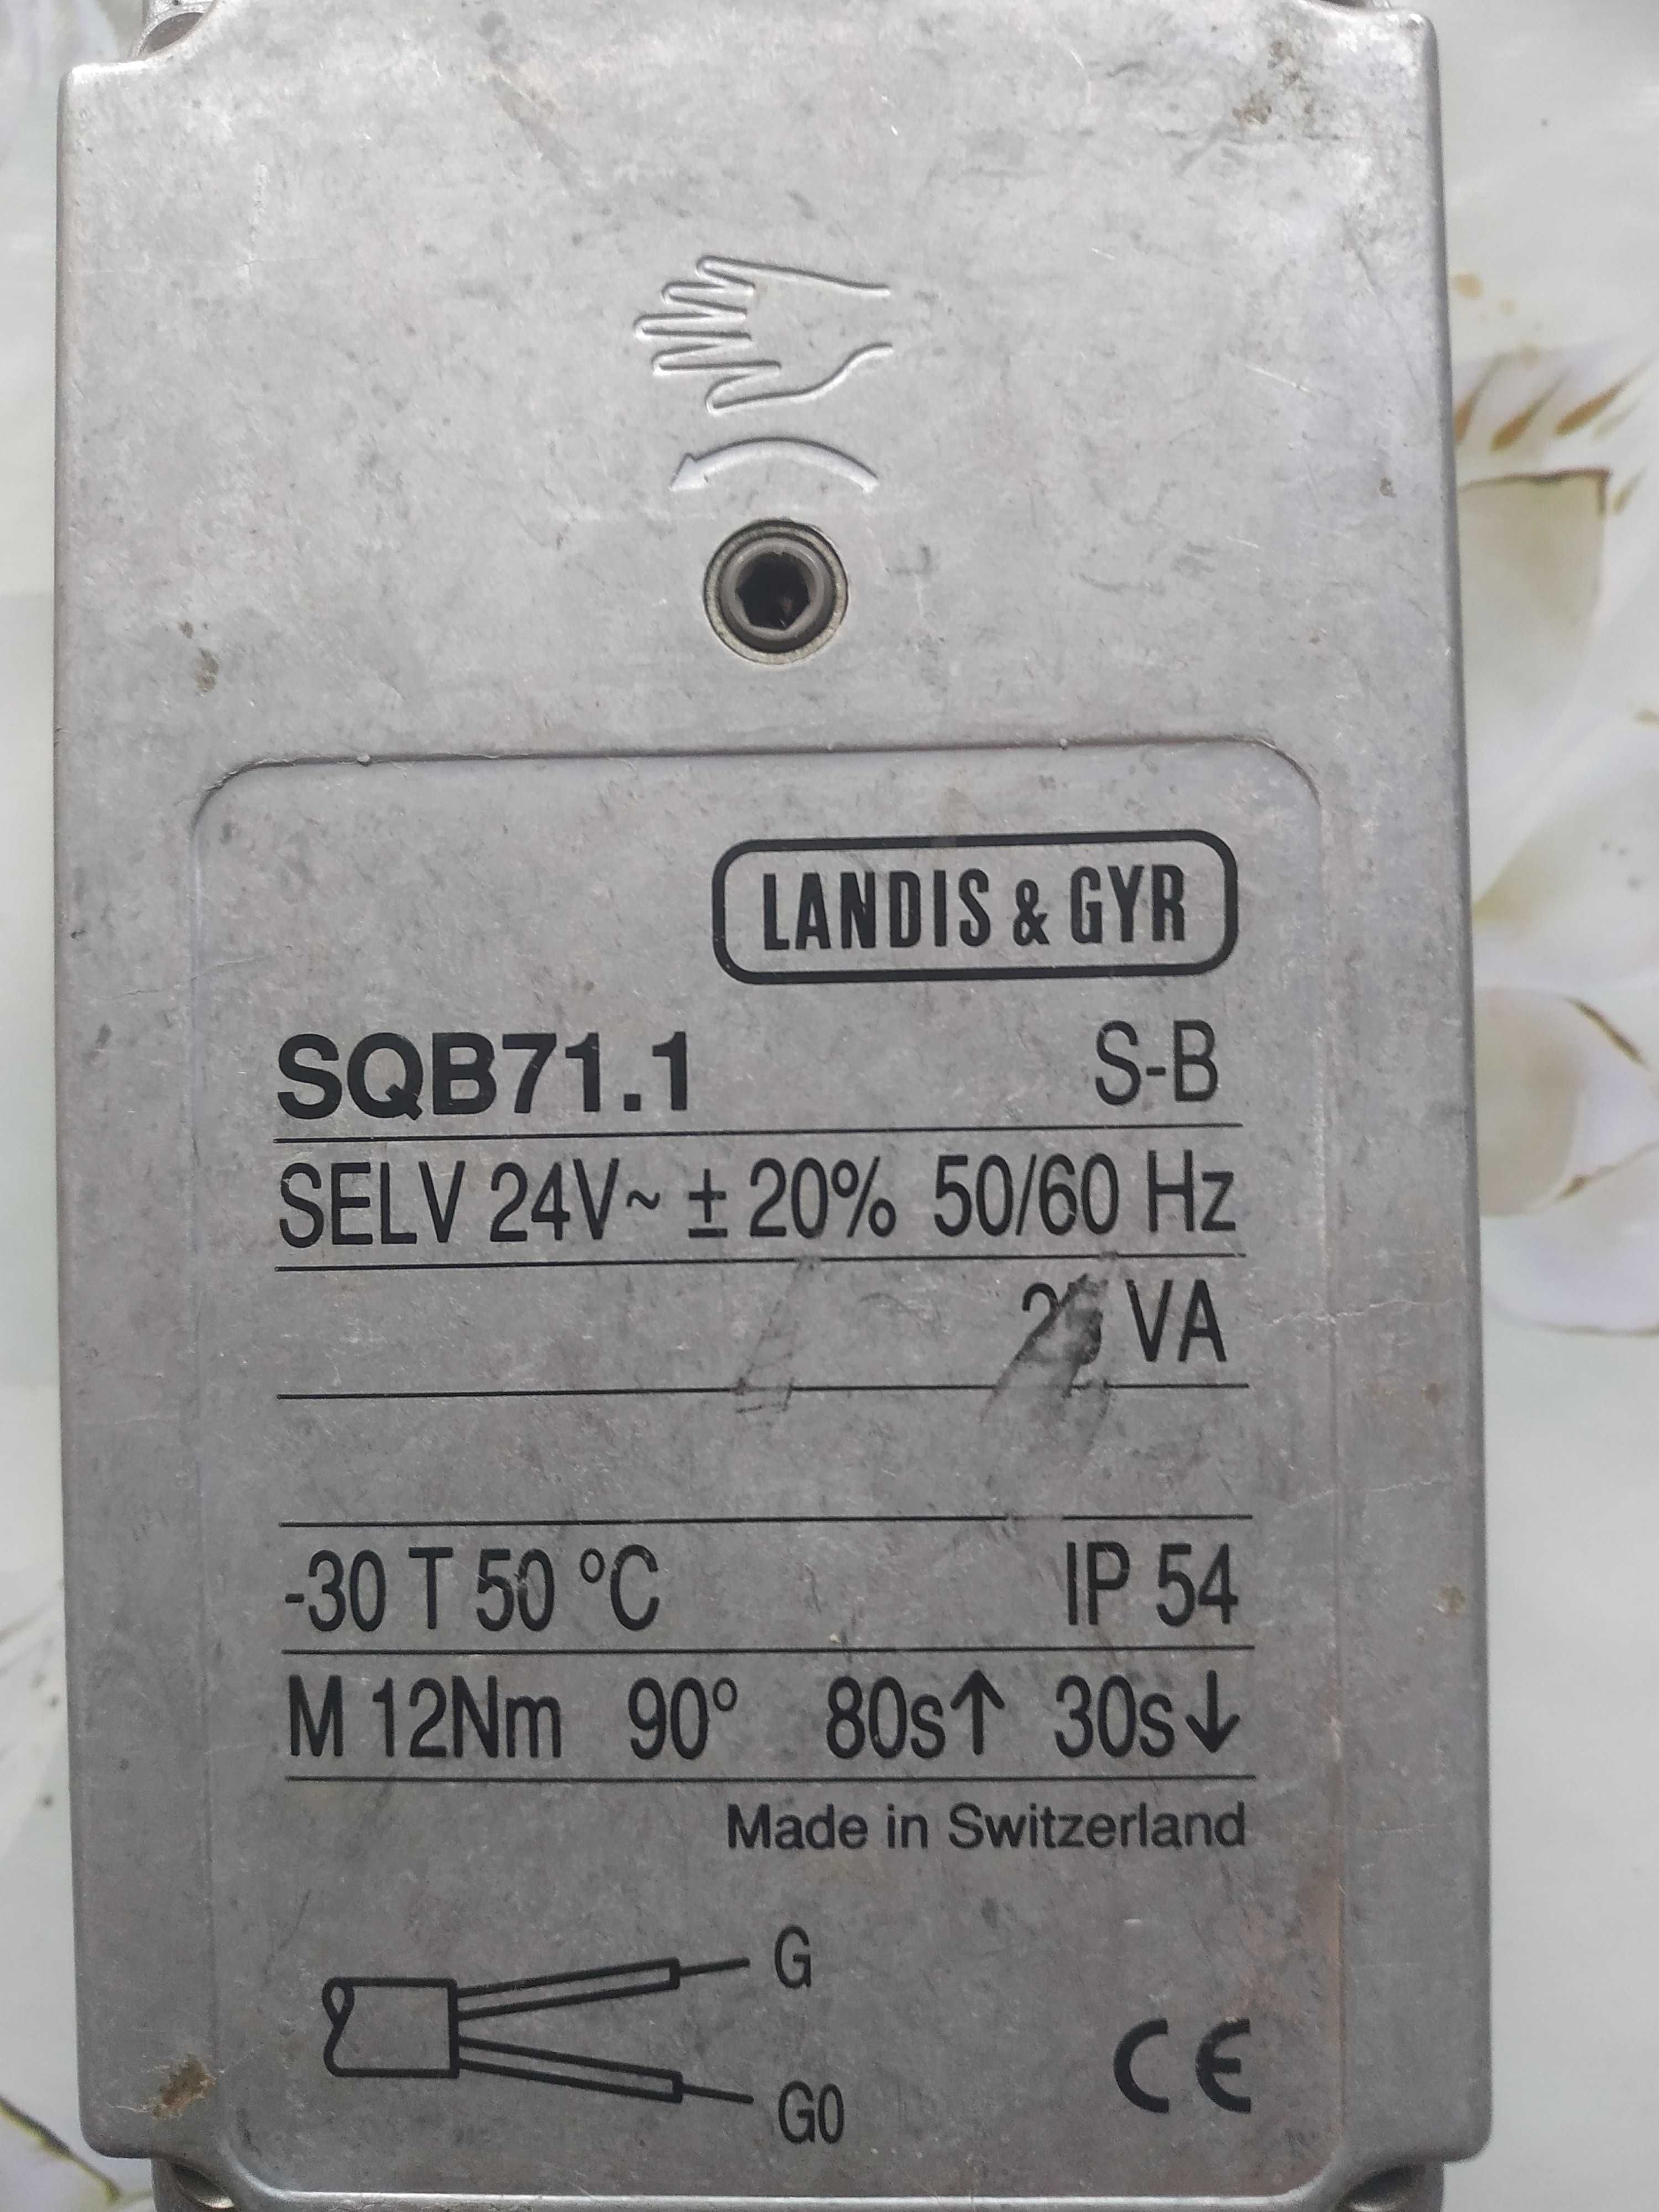 LANDIS & GYR
SQB71.1 S-B
SELV 24V~ ± 20% 50/60 Hz
VA
-30 T 50 °C IP 54
M 12Nm 90° 80s↑ 30s↓
Made in Switzerland
G
G0
CE